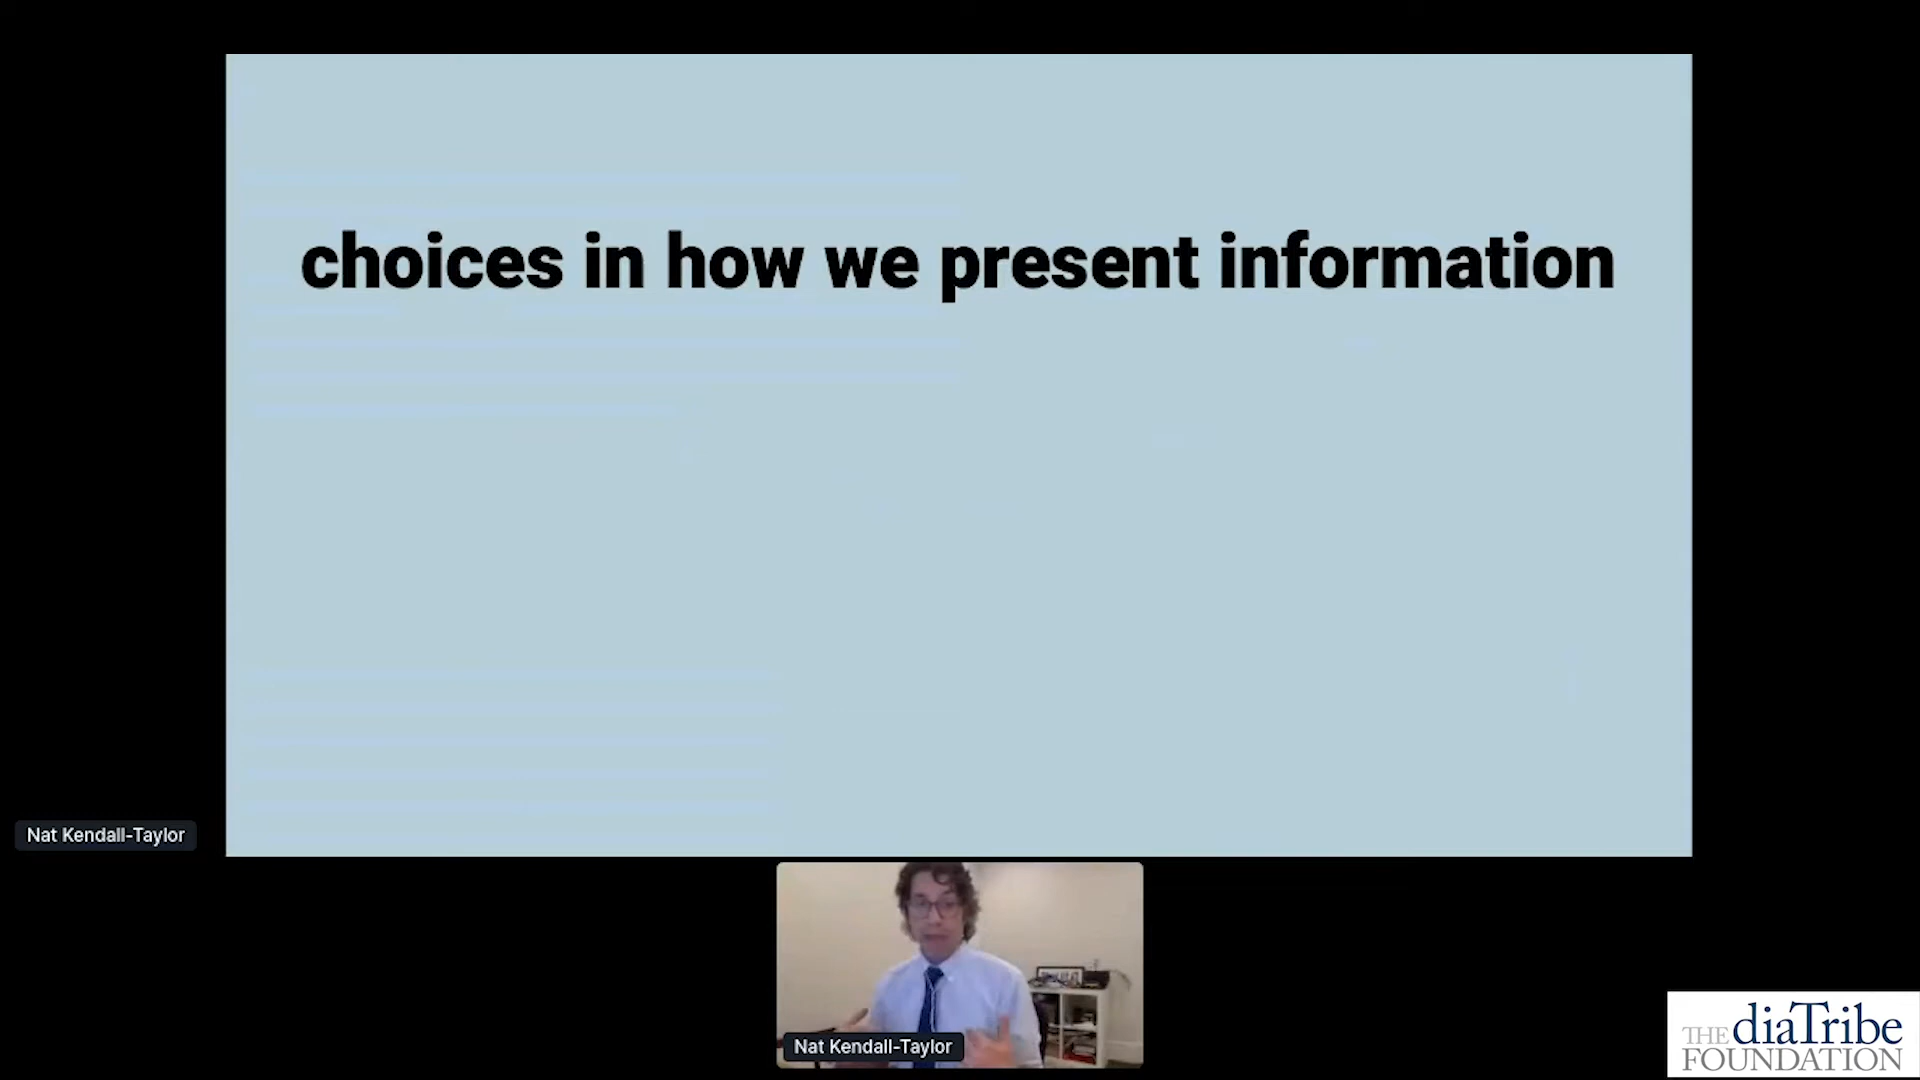 choices in how we present information
Nat Kendall-Taylor
Nat Kendall-Taylor
THE diaTribe
FOUNDATION